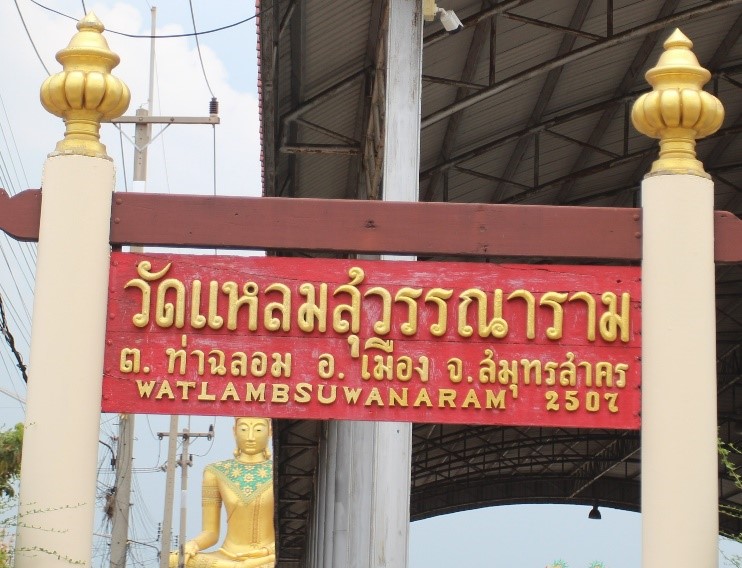 วัดแหลมสุวรรณาราม
ต. ท่าฉลอม อ. เมือง จ. สมุทรสาคร
WATLAMBSUWANARAM 2507